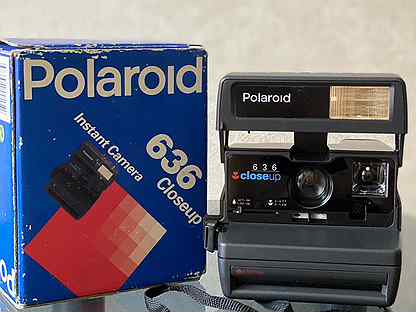 Polaroid
Instant Camera
636
Closeup
Polaroid
636
closeup